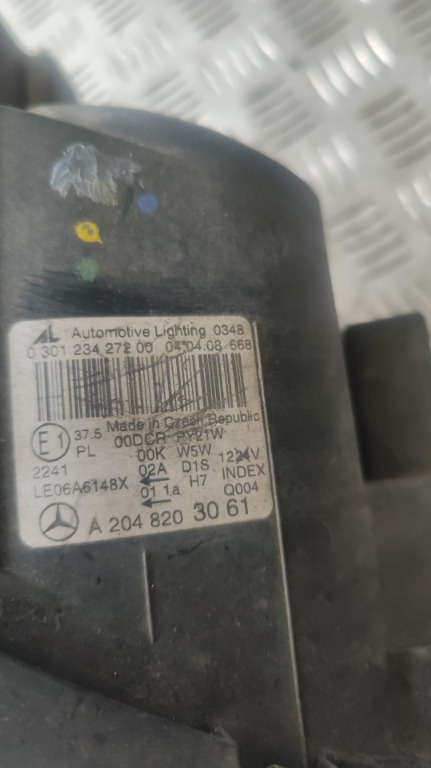 AL Automotive Lighting 0348
0 301 234 272 00 04.04.08 668
Made in Czech Republic
E1 37.5 00DCR PY21W
PL 00K W5W 12V
2241 02A D1S INDEX
LE06A6148X 01 1a H7 Q004
A 204 820 30 61